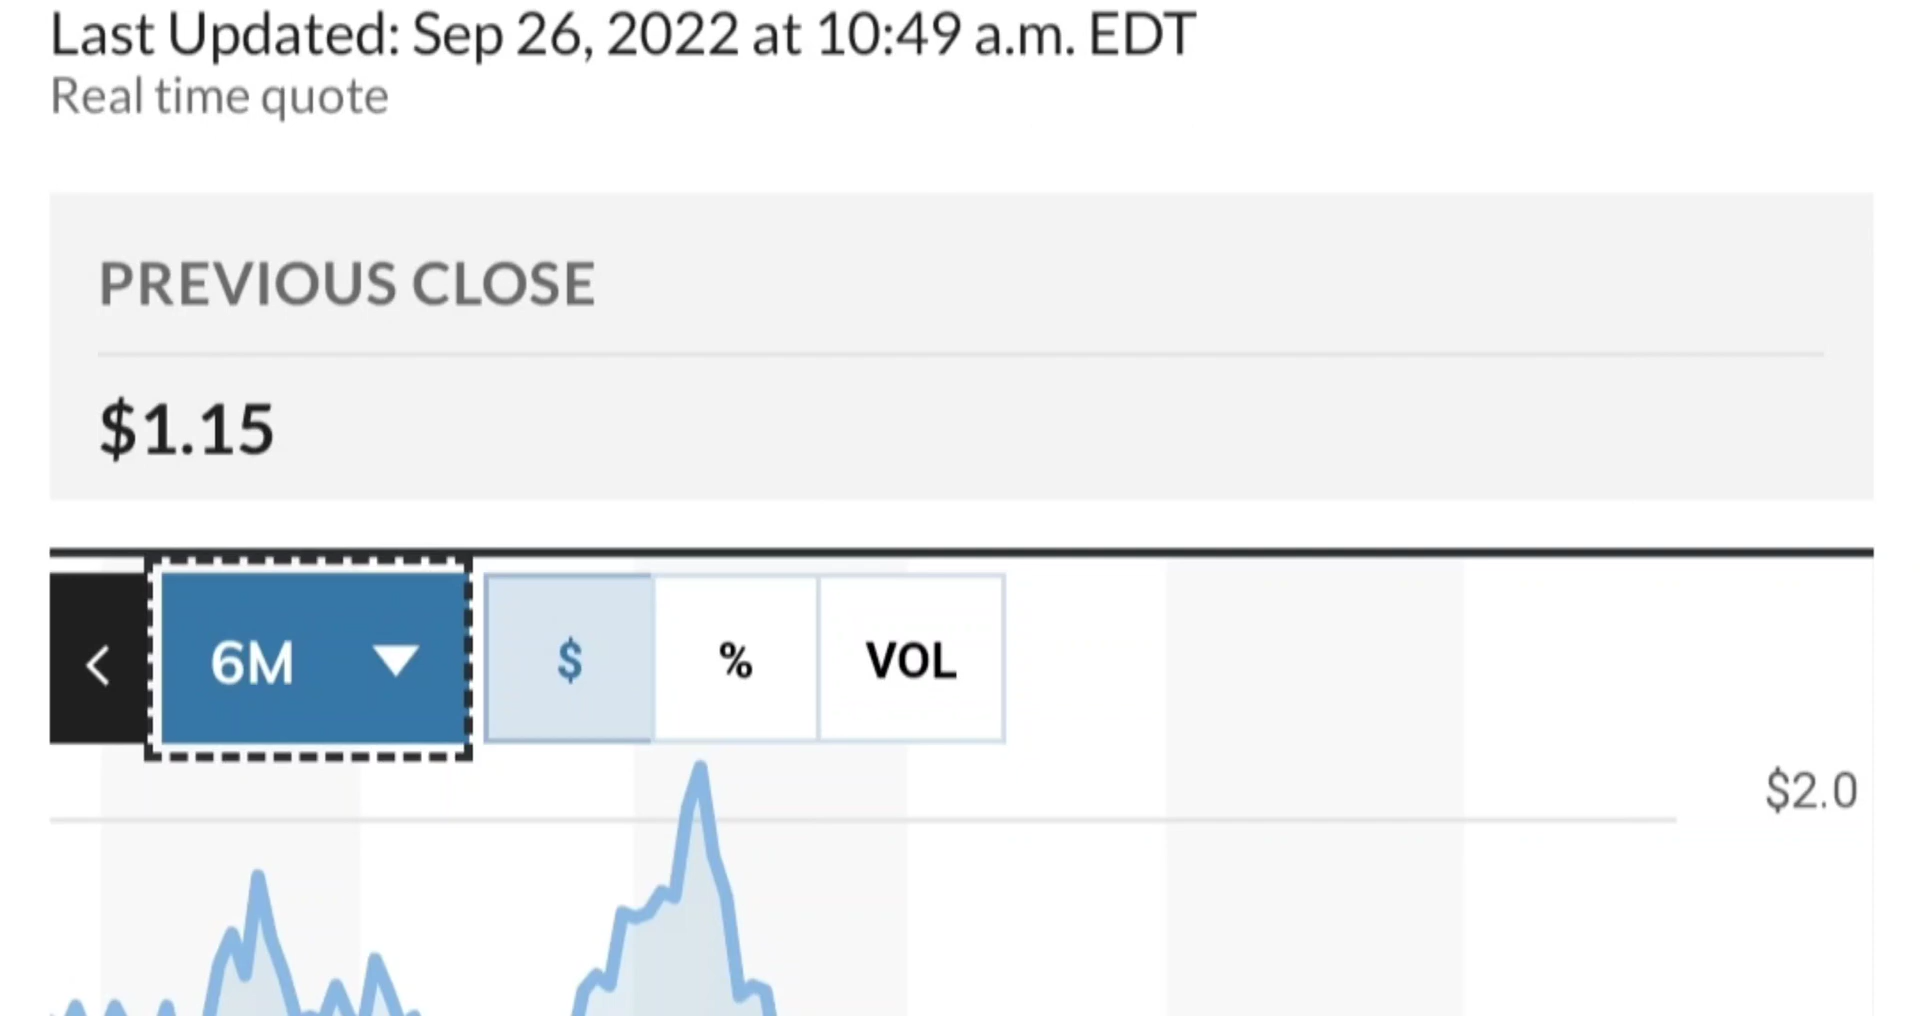 Last Updated: Sep 26, 2022 at 10:49 a.m. EDT
Real time quote
PREVIOUS CLOSE
$1.15
6M $ % VOL
$2.0